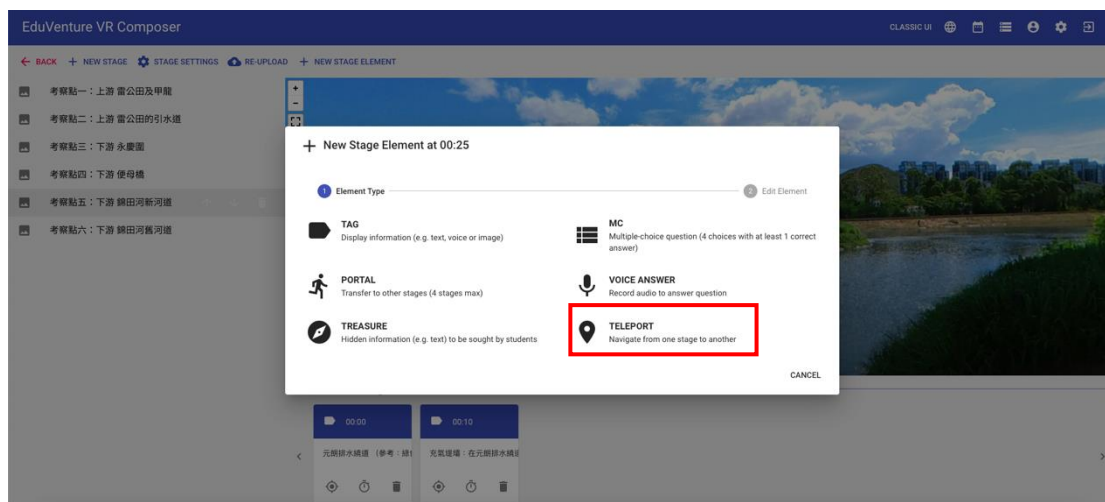 EduVenture VR Composer
CLASSIC UI
BACK
NEW STAGE
STAGE SETTINGS
RE-UPLOAD
NEW STAGE ELEMENT
考察點一：上游 雷公田及甲龍
考察點二：上游 雷公田的引水道
考察點三：下游 永慶圍
考察點四：下游 便母橋
考察點五：下游 錦田河新河道
考察點六：下游 錦田河舊河道
+
-
+ New Stage Element at 00:25
1 Element Type
2 Edit Element
TAG
Display information (e.g. text, voice or image)
MC
Multiple-choice question (4 choices with at least 1 correct
answer)
PORTAL
Transfer to other stages (4 stages max)
VOICE ANSWER
Record audio to answer question
TREASURE
Hidden information (e.g. text) to be sought by students
TELEPORT
Navigate from one stage to another
CANCEL
00:00
00:10
元朗排水繞道 （參考：綠
充氣堤壩：在元朗排水繞